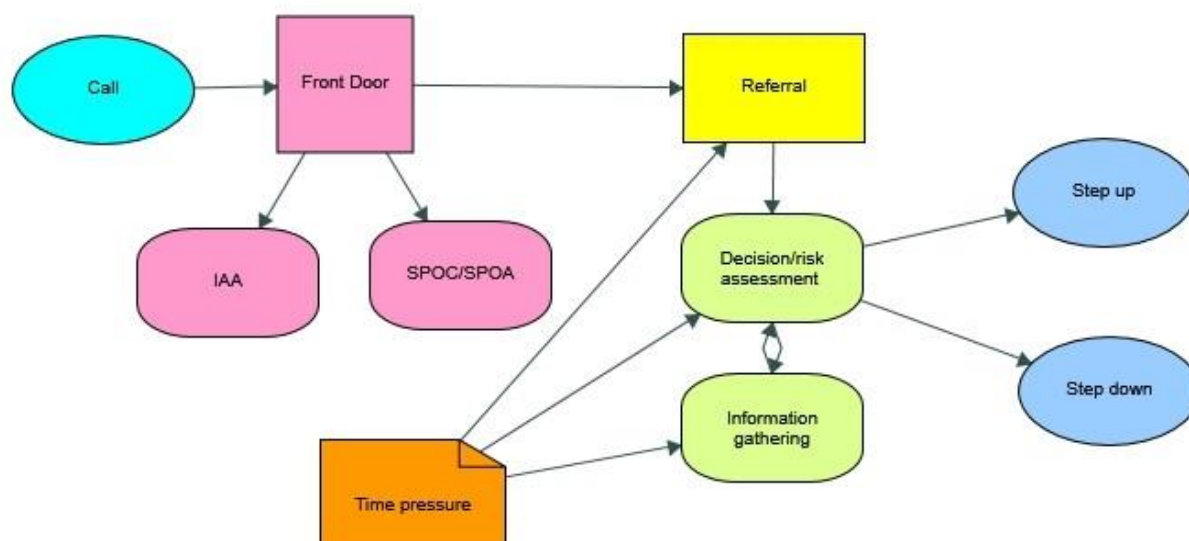 Call
Front Door
Referral
IAA
SPOC/SPOA
Decision/risk
assessment
Step up
Step down
Information
gathering
Time pressure